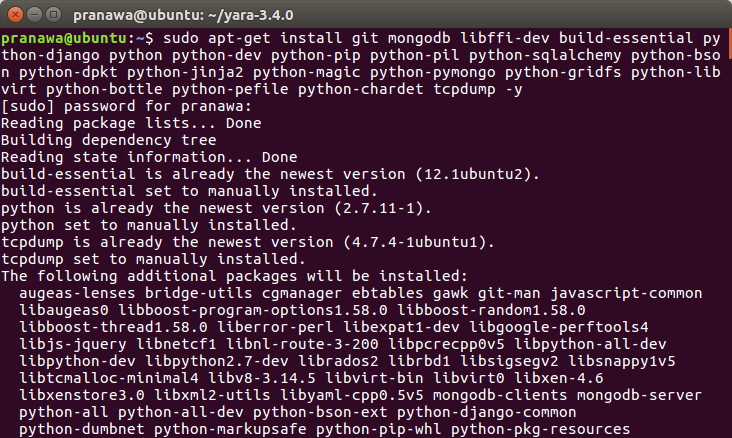 pranawa@ubuntu: ~/yara-3.4.0
pranawa@ubuntu:~$ sudo apt-get install git mongodb libffi-dev build-essential py
thon-django python python-dev python-pip python-pil python-sqlalchemy python-bso
n python-dpkt python-jinja2 python-magic python-pymongo python-gridfs python-lib
virt python-bottle python-pefile python-chardet tcpdump -y
[sudo] password for pranawa:
Reading package lists... Done
Building dependency tree
Reading state information... Done
build-essential is already the newest version (12.1ubuntu2).
build-essential set to manually installed.
python is already the newest version (2.7.11-1).
python set to manually installed.
tcpdump is already the newest version (4.7.4-1ubuntu1).
tcpdump set to manually installed.
The following additional packages will be installed:
  augeas-lenses bridge-utils cgmanager ebtables gawk git-man javascript-common
  libaugeas0 libboost-program-options1.58.0 libboost-random1.58.0
  libboost-thread1.58.0 liberror-perl libexpat1-dev libgoogle-perftools4
  libjs-jquery libnetcf1 libnl-route-3-200 libpcrecpp0v5 libpython-all-dev
  libpython-dev libpython2.7-dev librados2 librbd1 libsigsegv2 libsnappy1v5
  libtcmalloc-minimal4 libv8-3.14.5 libvirt-bin libvirt0 libxen-4.6
  libxenstore3.0 libxml2-utils libyaml-cpp0.5v5 mongodb-clients mongodb-server
  python-all python-all-dev python-bson-ext python-django-common
  python-dumbnet python-markupsafe python-pip-whl python-pkg-resources